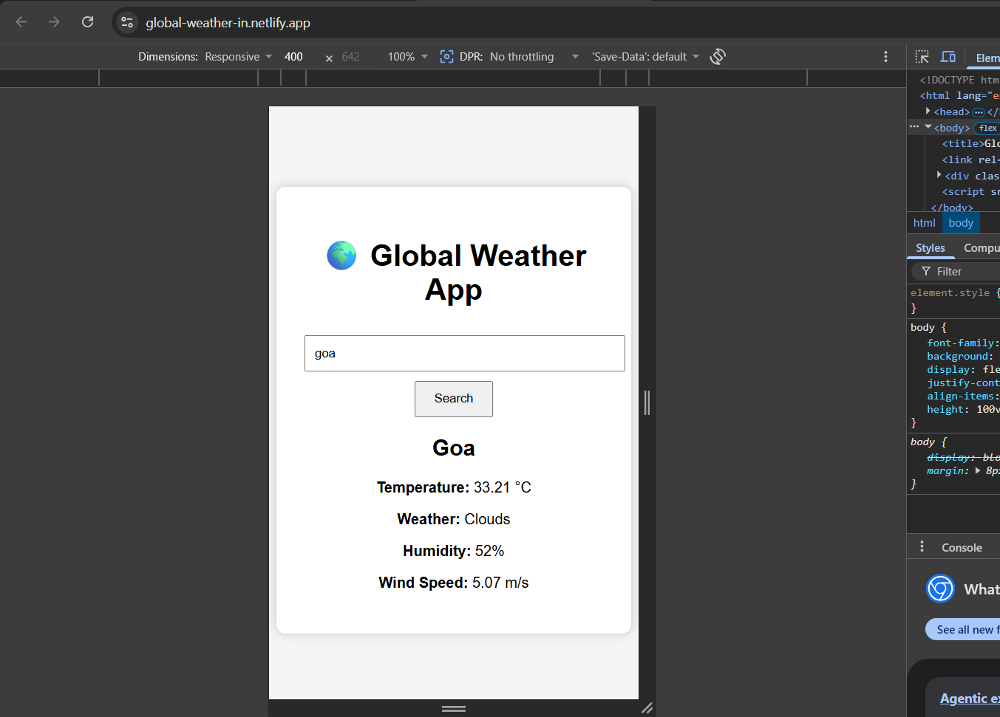 global-weather-in.netlify.app
Dimensions: Responsive 400 × 642 100% DPR: No throttling 'Save-Data': default
Elem
<!DOCTYPE htm
<html lang="e
<head> ··· </
··· <body> flex
<title>Glo
<link rel=
<div clas
<script sr
</body>
html body
Styles Compu
Filter
element.style {
}
body {
font-family:
background:
display: fle
justify-cont
align-items:
height: 100v
}
body {
display: blo
margin: 8p
}
Console
What
See all new f
Agentic ex
Global Weather
App
goa
Search
Goa
Temperature: 33.21 °C
Weather: Clouds
Humidity: 52%
Wind Speed: 5.07 m/s